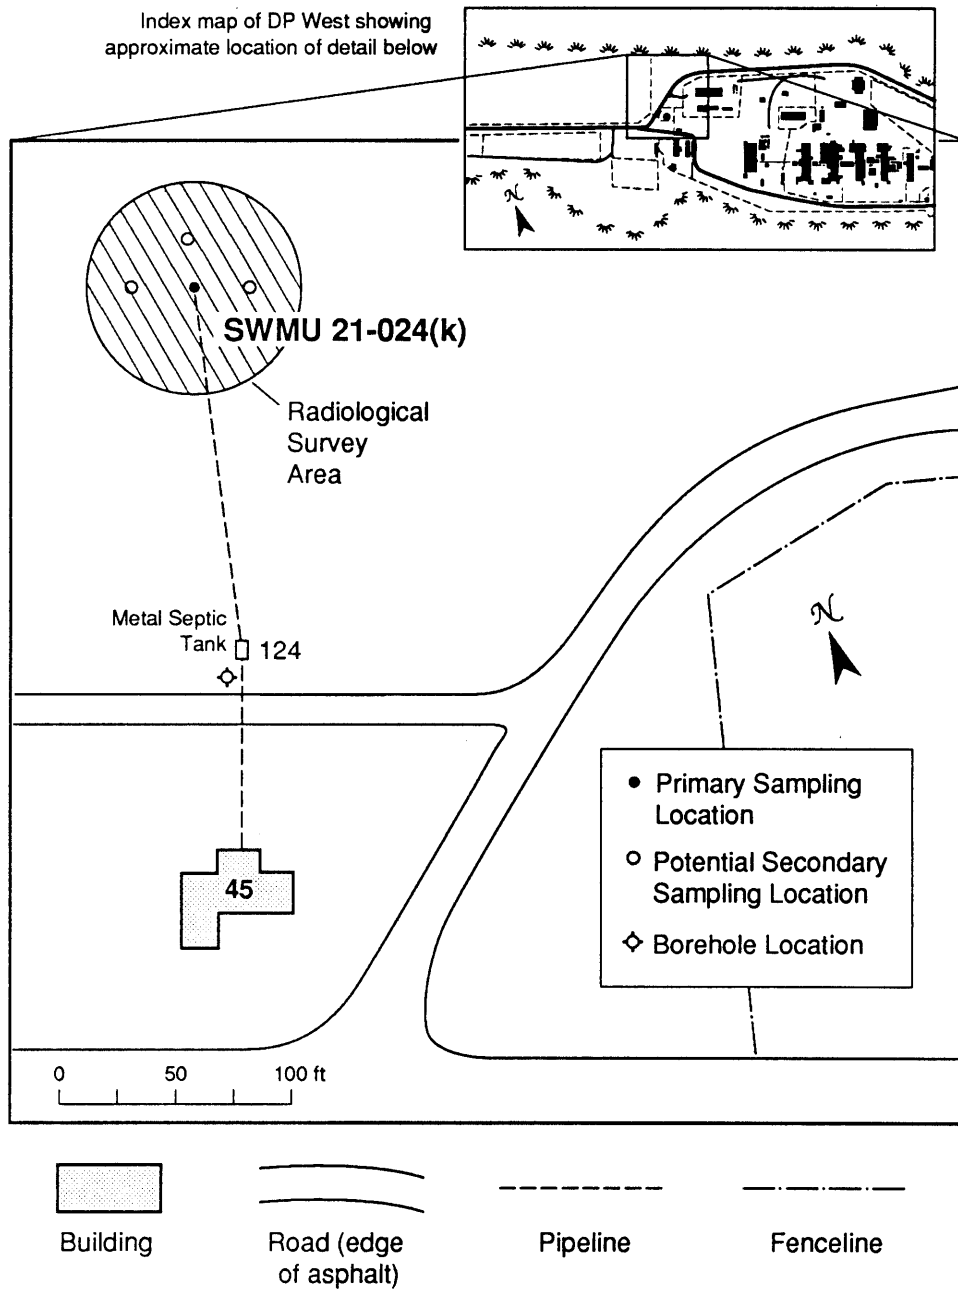 Index map of DP West showing
approximate location of detail below
N
SWMU 21-024(k)
Radiological
Survey
Area
Metal Septic
Tank
124
N
45
Primary Sampling
Location
Potential Secondary
Sampling Location
Borehole Location
0 50 100 ft
Building
Road (edge
of asphalt)
Pipeline
Fenceline